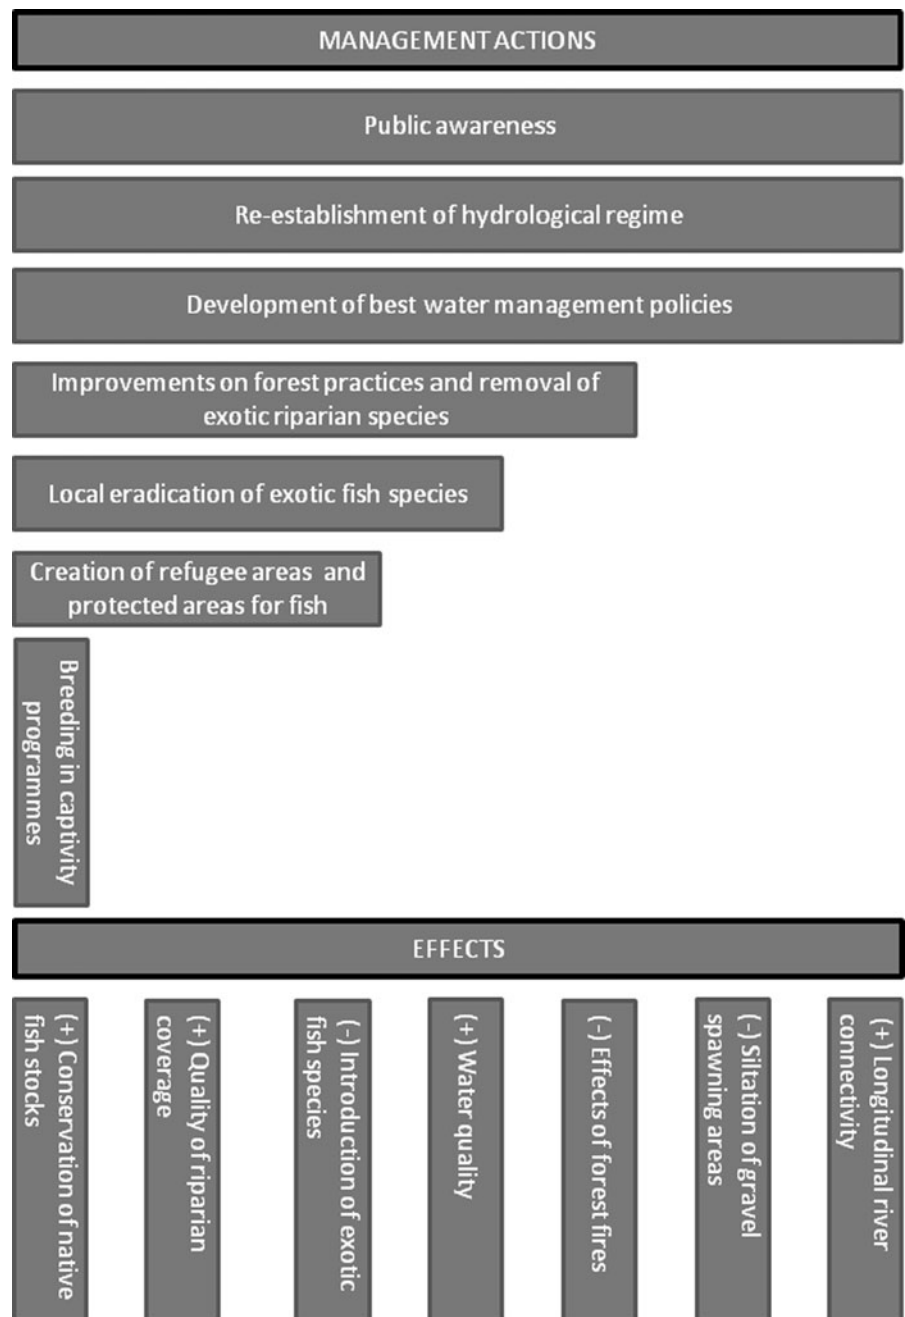 MANAGEMENT ACTIONS
Public awareness
Re-establishment of hydrological regime
Development of best water management policies
Improvements on forest practices and removal of
exotic riparian species
Local eradication of exotic fish species
Creation of refugee areas and
protected areas for fish
Breeding in captivity
programmes
EFFECTS
(+) Conservation of native
fish stocks
(+) Quality of riparian
coverage
(-) Introduction of exotic
fish species
(+) Water quality
(-) Effects of forest fires
(-) Siltation of gravel
spawning areas
(+) Longitudinal river
connectivity